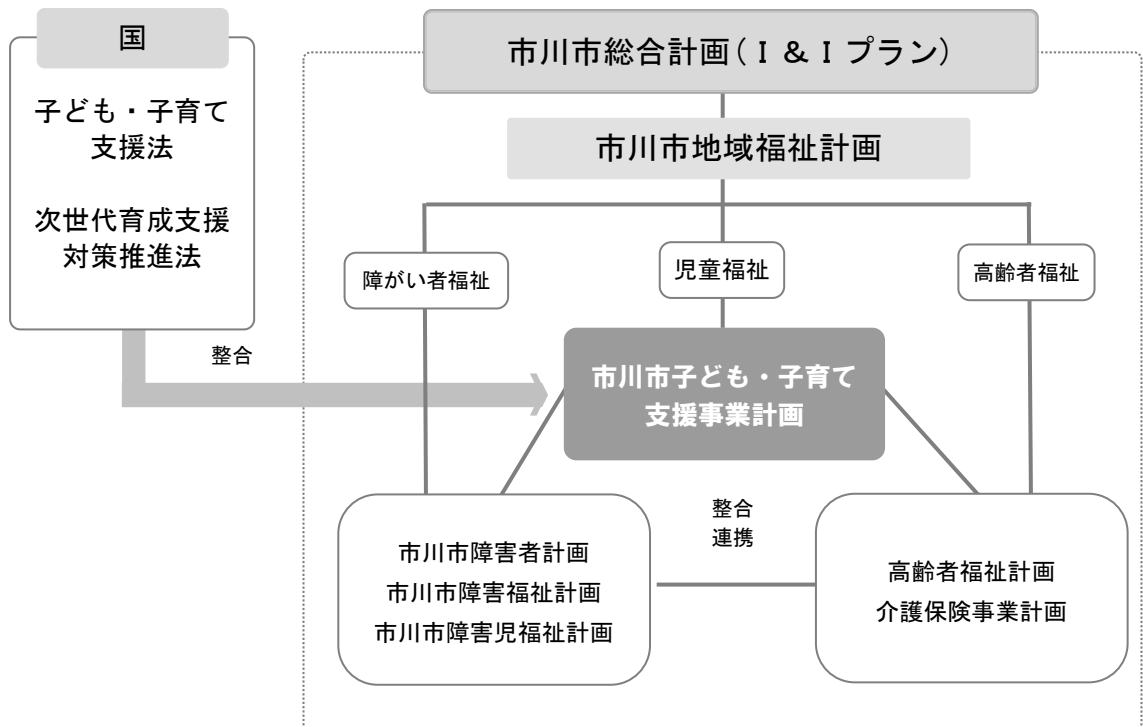 国
子ども・子育て
支援法
次世代育成支援
対策推進法
市川市総合計画（Ｉ＆Ｉプラン）
市川市地域福祉計画
障がい者福祉
児童福祉
高齢者福祉
整合
市川市子ども・子育て
支援事業計画
整合
連携
市川市障害者計画
市川市障害福祉計画
市川市障害児福祉計画
高齢者福祉計画
介護保険事業計画